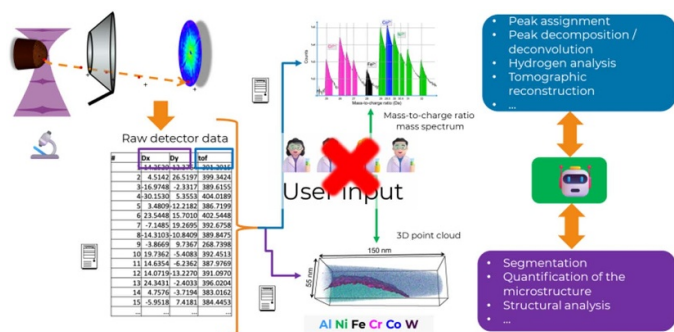 Raw detector data
# Dx Dy tof
2 4.5142 26.5197 399.3424
3 -16.9748 -2.3317 389.6155
4 -30.1530 5.3553 404.0189
5 3.4809 -12.2182 386.7199
6 23.5448 15.7010 402.5448
7 -7.1485 19.2695 392.6758
8 -14.3103 -10.8409 389.8475
9 -3.8669 9.7367 268.7398
10 19.7362 -5.4083 392.4513
11 14.6354 -6.2362 387.9769
12 14.0719 -13.2270 391.0970
13 24.3431 -2.4033 396.0204
14 4.7576 -3.7194 383.0162
15 -5.9518 7.4181 384.4453
... ... ... ...
Counts
Mass-to-charge ratio (Da)
Mass-to-charge ratio
mass spectrum
User input
3D point cloud
150 nm
55 nm
Al Ni Fe Cr Co W
• Peak assignment
• Peak decomposition /
deconvolution
• Hydrogen analysis
• Tomographic
reconstruction
• ...
• Segmentation
• Quantification of the
microstructure
• Structural analysis
• ...